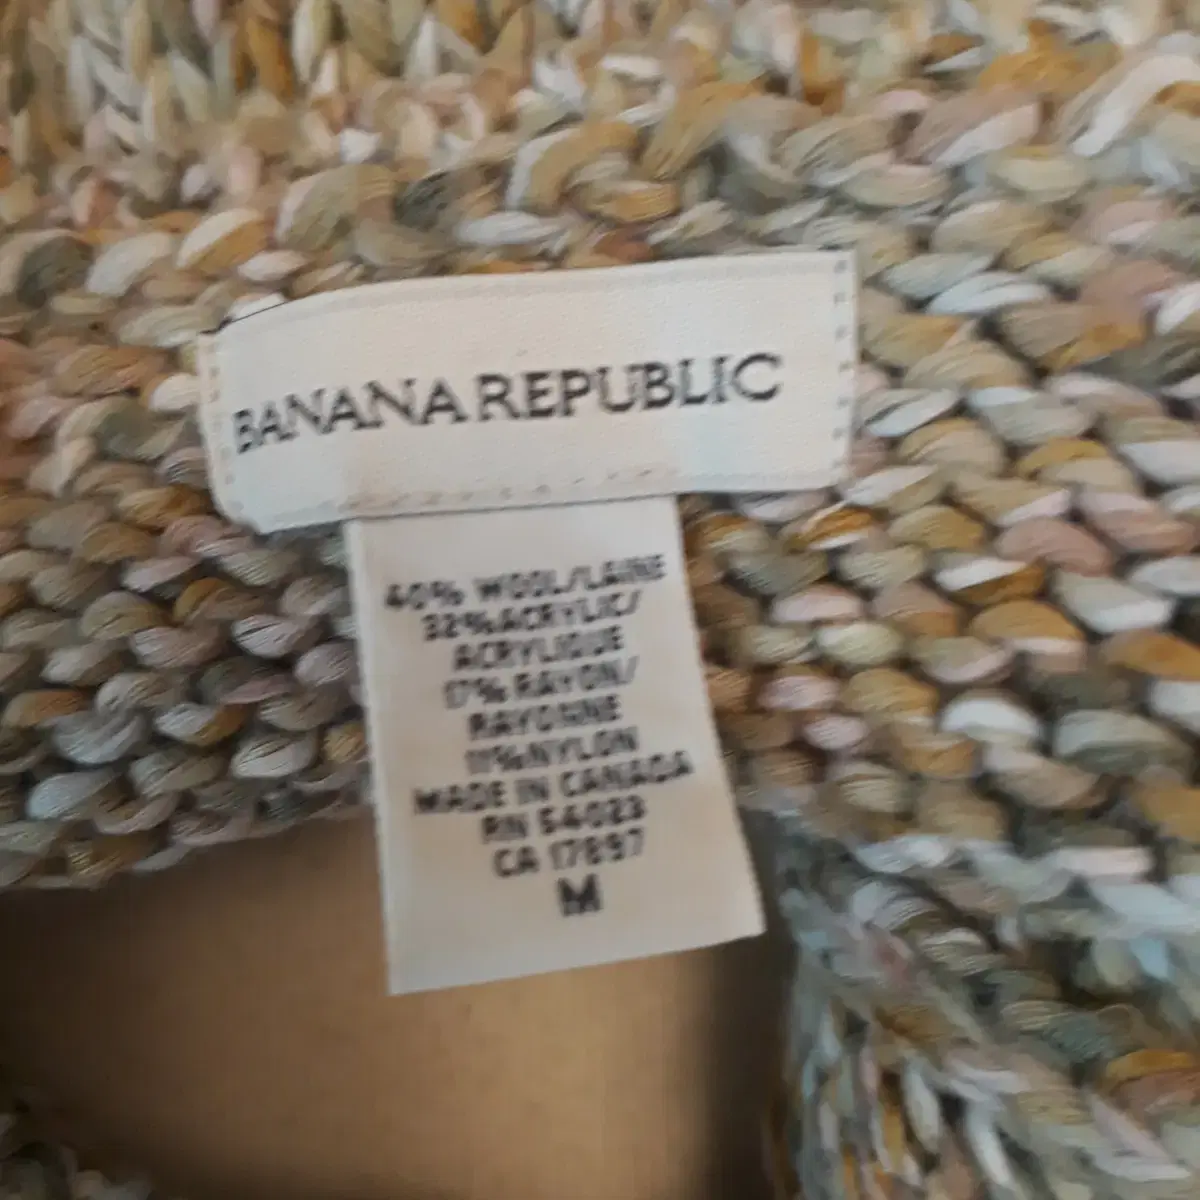 BANANA REPUBLIC
40% WOOL/LAINE
32% ACRYLIC/
ACRYLIQUE
17% RAYON/
RAYONNE
11% NYLON
MADE IN CANADA
RN 54023
CA 17897
M